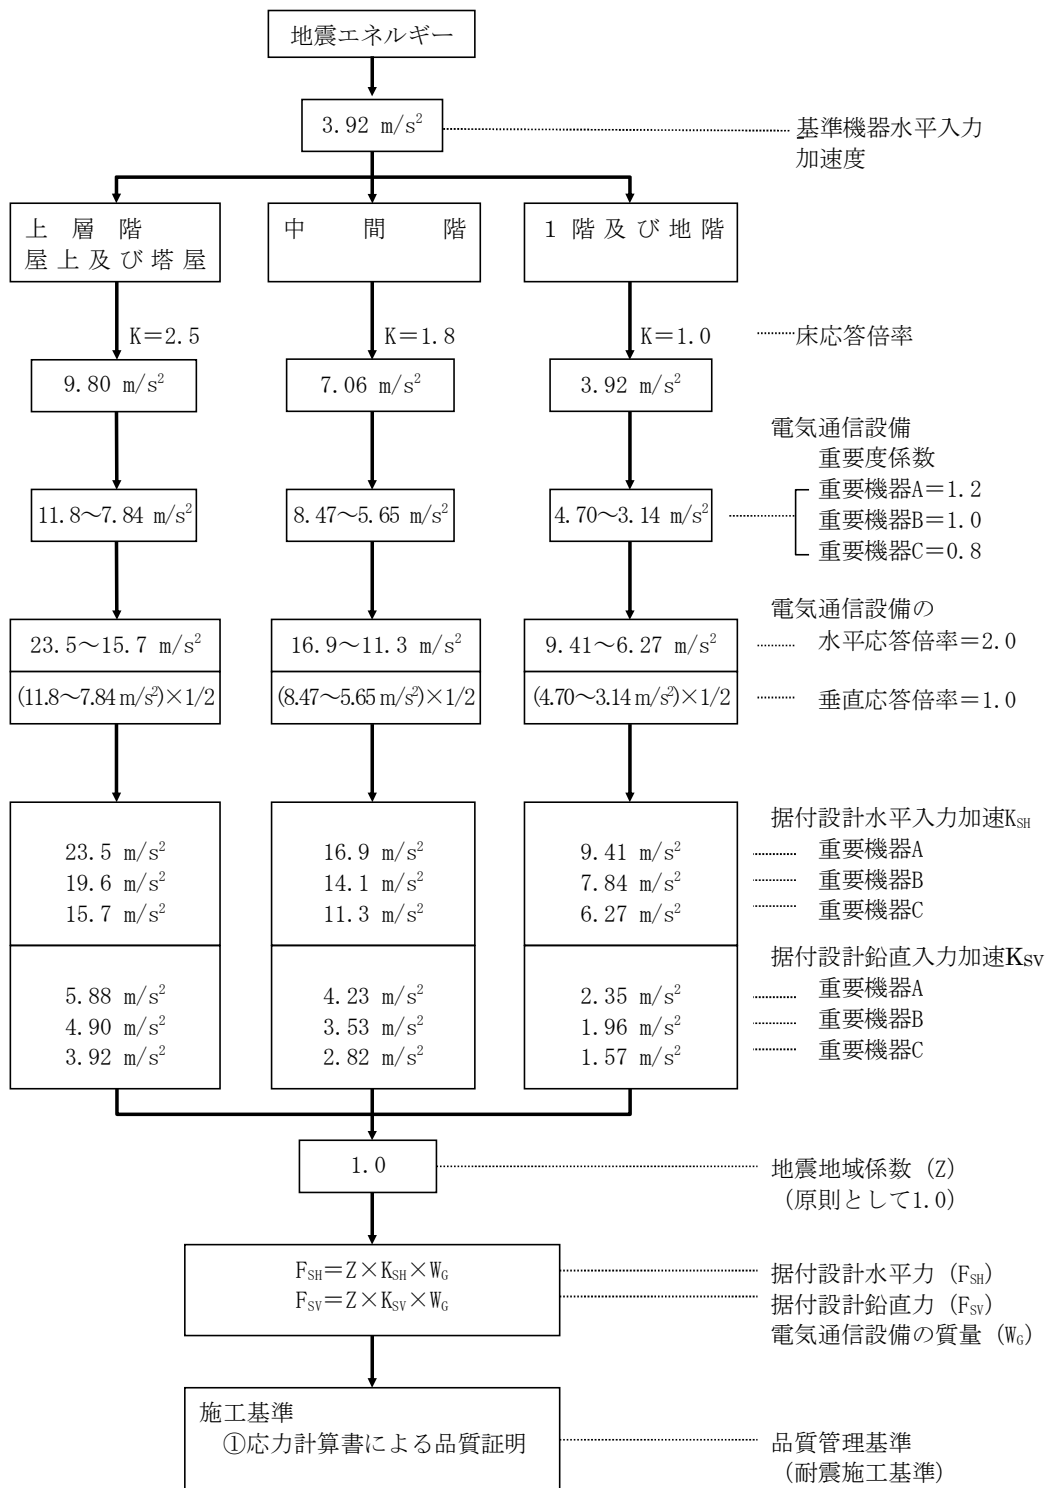 地震エネルギー
3.92 m/s²
基準機器水平入力
加速度
上層階
屋上及び塔屋
中間階
1階及び地階
K＝2.5
K＝1.8
K＝1.0
床応答倍率
9.80 m/s²
7.06 m/s²
3.92 m/s²
電気通信設備
重要度係数
重要機器A＝1.2
重要機器B＝1.0
重要機器C＝0.8
11.8～7.84 m/s²
8.47～5.65 m/s²
4.70～3.14 m/s²
電気通信設備の
水平応答倍率＝2.0
23.5～15.7 m/s²
16.9～11.3 m/s²
9.41～6.27 m/s²
(11.8～7.84 m/s²)×1/2
(8.47～5.65 m/s²)×1/2
(4.70～3.14 m/s²)×1/2
垂直応答倍率＝1.0
据付設計水平入力加速K_SH
23.5 m/s²
16.9 m/s²
9.41 m/s²
重要機器A
19.6 m/s²
14.1 m/s²
7.84 m/s²
重要機器B
15.7 m/s²
11.3 m/s²
6.27 m/s²
重要機器C
据付設計鉛直入力加速Ksv
5.88 m/s²
4.23 m/s²
2.35 m/s²
重要機器A
4.90 m/s²
3.53 m/s²
1.96 m/s²
重要機器B
3.92 m/s²
2.82 m/s²
1.57 m/s²
重要機器C
1.0
地震地域係数（Z）
（原則として1.0）
F_SH＝Z×K_SH×W_G
F_SV＝Z×K_SV×W_G
据付設計水平力（F_SH）
据付設計鉛直力（F_SV）
電気通信設備の質量（W_G）
施工基準
①応力計算書による品質証明
品質管理基準
（耐震施工基準）